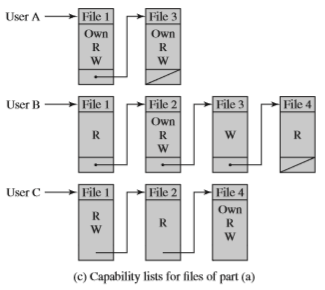 User A File 1 File 3
Own Own
R R
W W
User B File 1 File 2 File 3 File 4
Own
R R W R
W
User C File 1 File 2 File 4
Own
R R R
W W
(c) Capability lists for files of part (a)